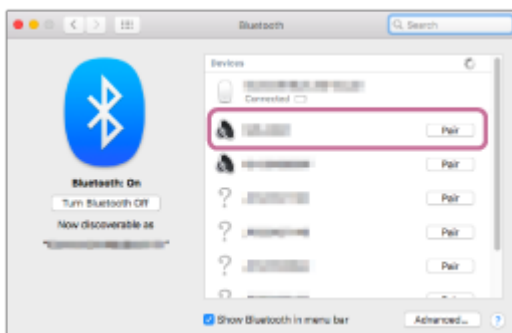 Bluetooth
Search
Devices
Connected
Pair
Pair
Bluetooth: On
Turn Bluetooth Off
Pair
Now discoverable as
Pair
Pair
Pair
Show Bluetooth in menu bar
Advanced...
?